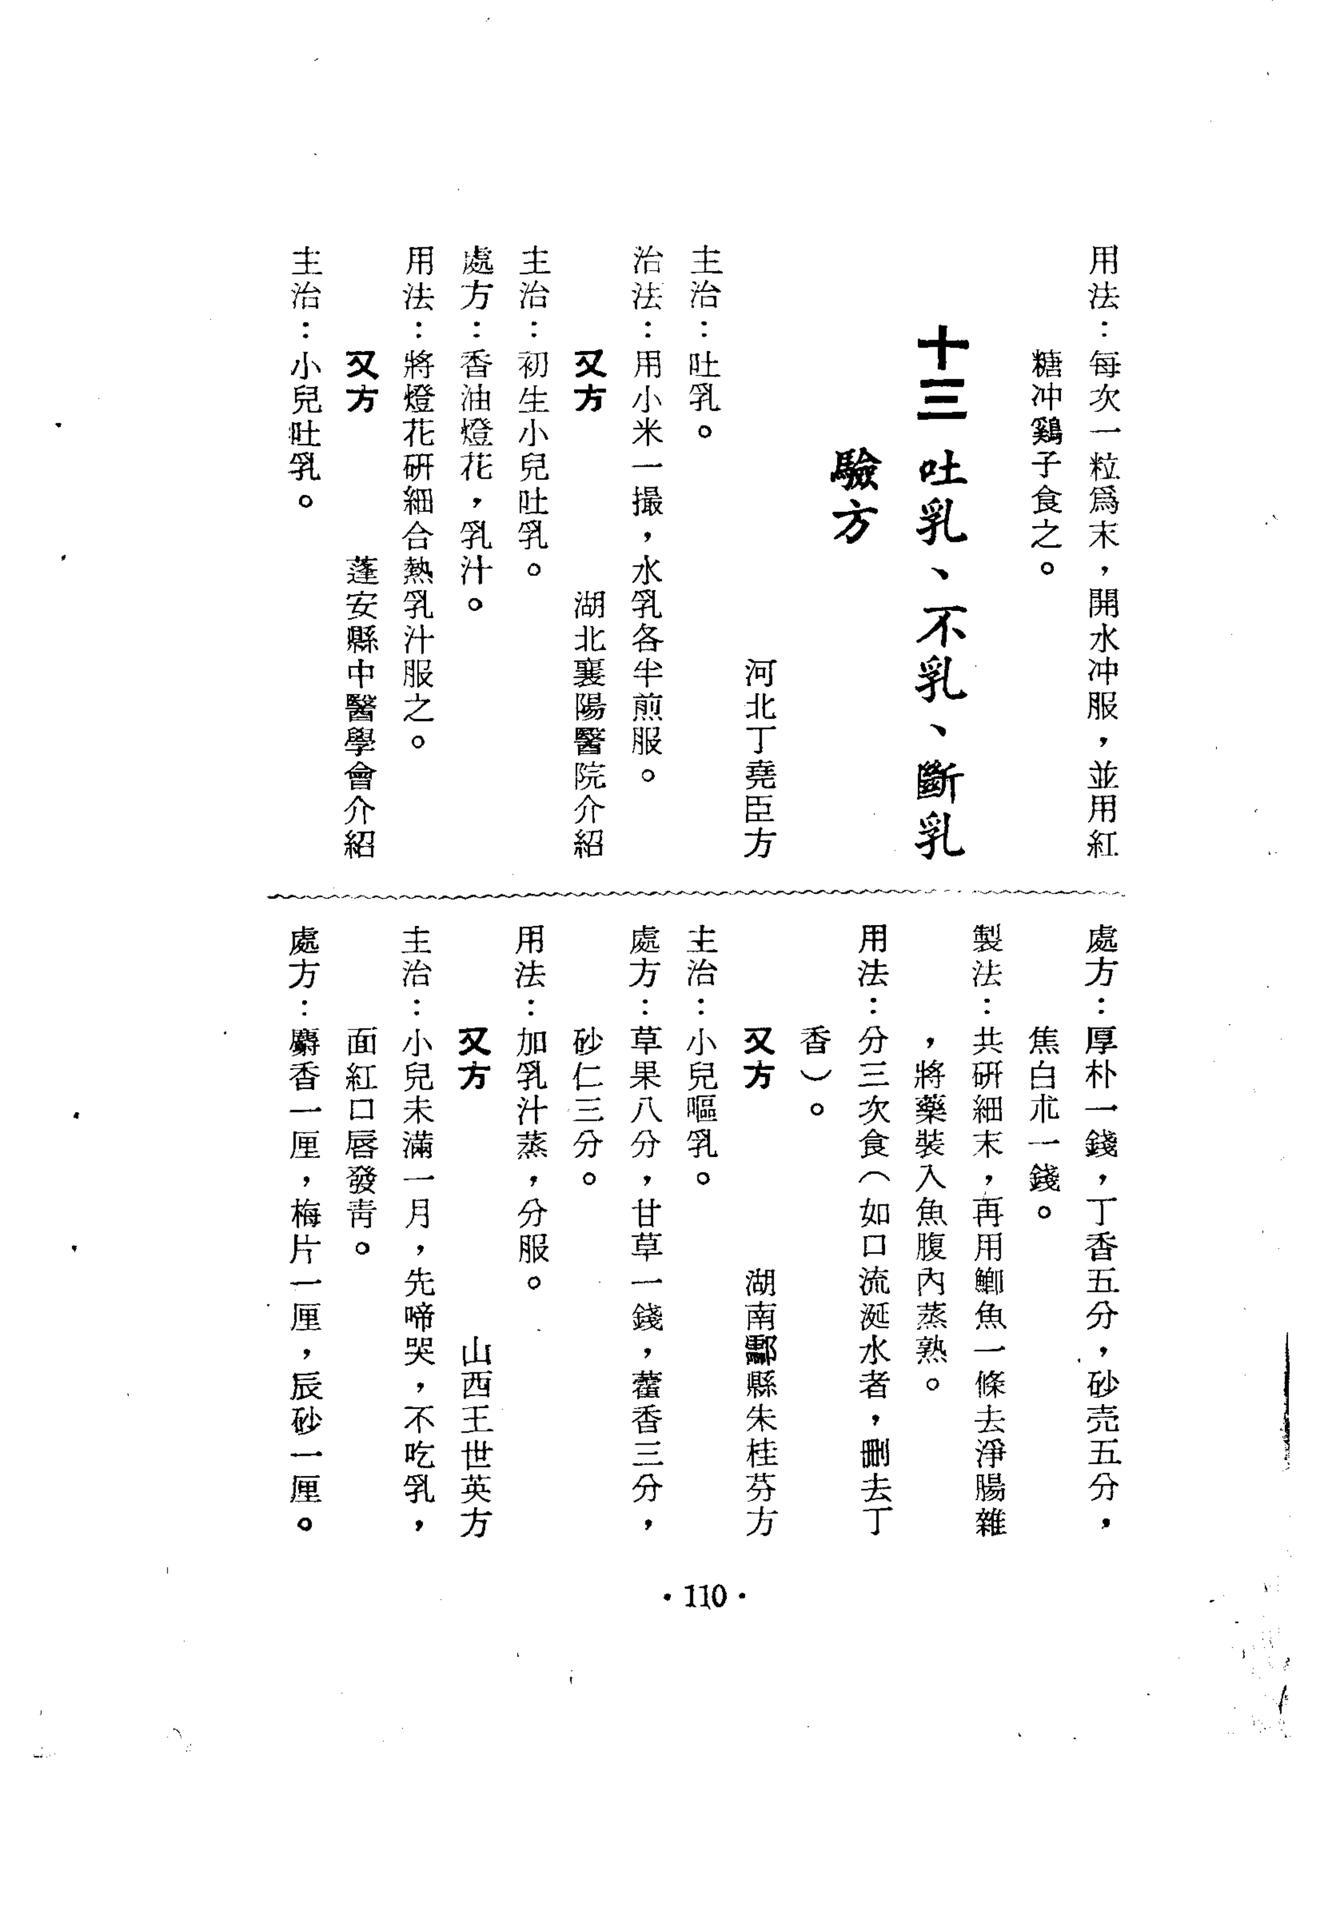 用法：每次一粒爲末，開水冲服，並用紅
糖冲鷄子食之。
十三 吐乳、不乳、斷乳
驗方
河北丁堯臣方
主治：吐乳。
治法：用小米一撮，水乳各半煎服。
又方 湖北襄陽醫院介紹
主治：初生小兒吐乳。
處方：香油燈花，乳汁。
用法：將燈花研細合熱乳汁服之。
又方 蓬安縣中醫學會介紹
主治：小兒吐乳。
處方：厚朴一錢，丁香五分，砂壳五分，
焦白朮一錢。
製法：共研細末，再用鯽魚一條去淨腸雜
，將藥裝入魚腹內蒸熟。
用法：分三次食（如口流涎水者，刪去丁
香）。
又方 湖南縣朱桂芬方
主治：小兒嘔乳。
處方：草果八分，甘草一錢，藿香三分，
砂仁三分。
用法：加乳汁蒸，分服。
又方 山西王世英方
主治：小兒未滿一月，先啼哭，不吃乳，
面紅口唇發青。
處方：麝香一厘，梅片一厘，辰砂一厘。
·110·